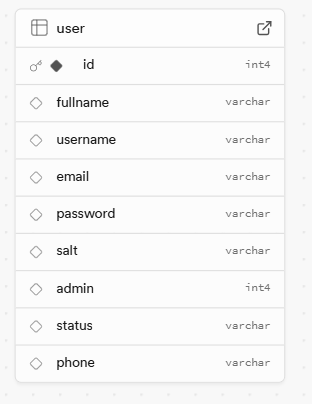 user
id int4
fullname varchar
username varchar
email varchar
password varchar
salt varchar
admin int4
status varchar
phone varchar